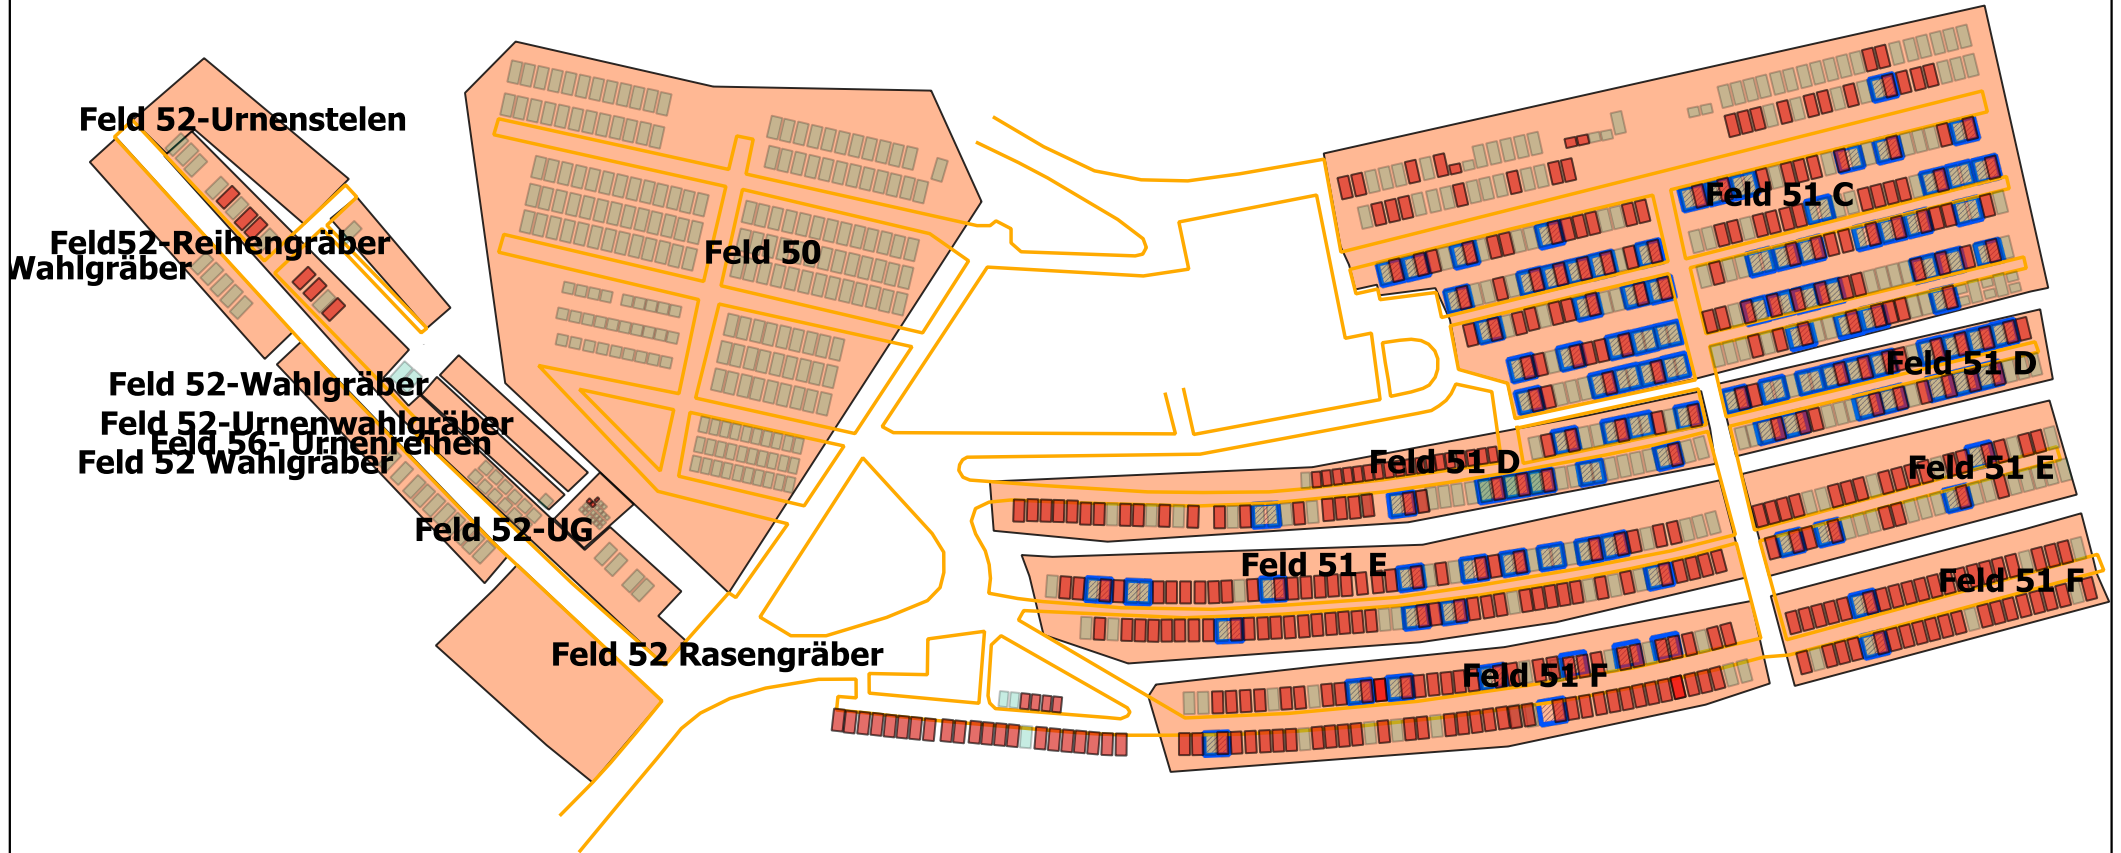 Feld 52-Urnenstelen
Feld 51 C
Feld52-Reihengräber
Feld 50
Wahlgräber
Feld 51 D
Feld 52-Wahlgräber
Feld 52-Urnenwahlgräber
Feld 56- Urnenreihen
Feld 52 Wahlgräber
Feld 51 D
Feld 51 E
Feld 52-UG
Feld 51 E
Feld 51 F
Feld 52 Rasengräber
Feld 51 F